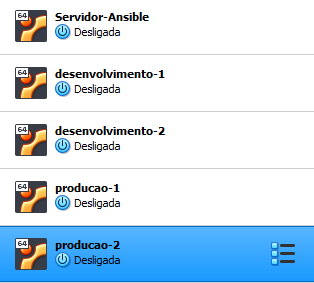 64
Servidor-Ansible
Desligada
64
desenvolvimento-1
Desligada
64
desenvolvimento-2
Desligada
64
producao-1
Desligada
64
producao-2
Desligada